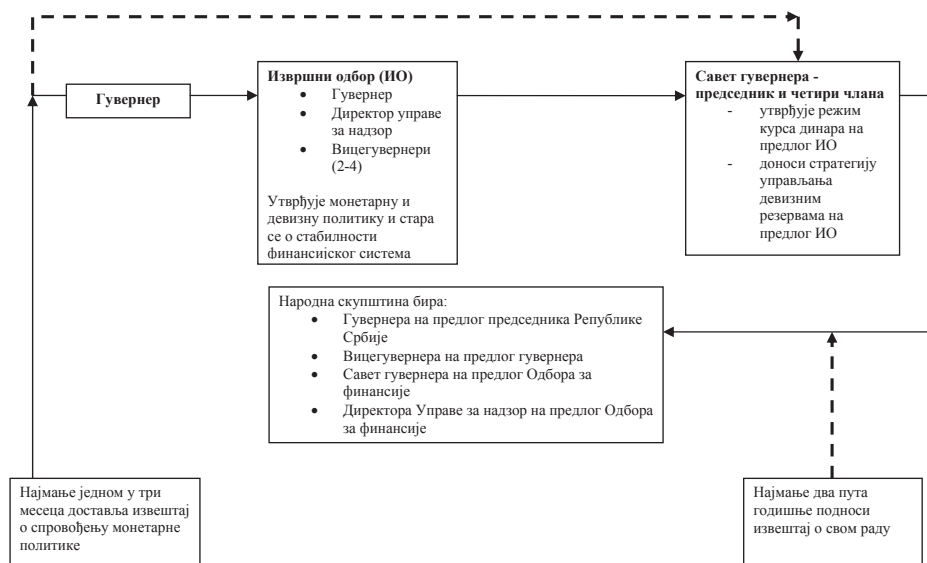 Гувернер
Извршни одбор (ИО)
• Гувернер
• Директор управе
за надзор
• Вицегувернери
(2-4)
Утврђује монетарну и
девизну политику и стара
се о стабилности
финансијског система
Савет гувернера -
председник и четири члана
- утврђује режим
курса динара на
предлог ИО
- доноси стратегију
управљања
девизним
резервама на
предлог ИО
Народна скупштина бира:
• Гувернера на предлог председника Репулике
Србије
• Вицегувернера на предлог гувернера
• Савет гувернера на предлог Одбора за
финансије
• Директора Управе за надзор на предлог Одбора
за финансије
Најмање једном у три
месеца доставља извештај
о спровођењу монетарне
политике
Најмање два пута
годишње подноси
извештај о свом раду